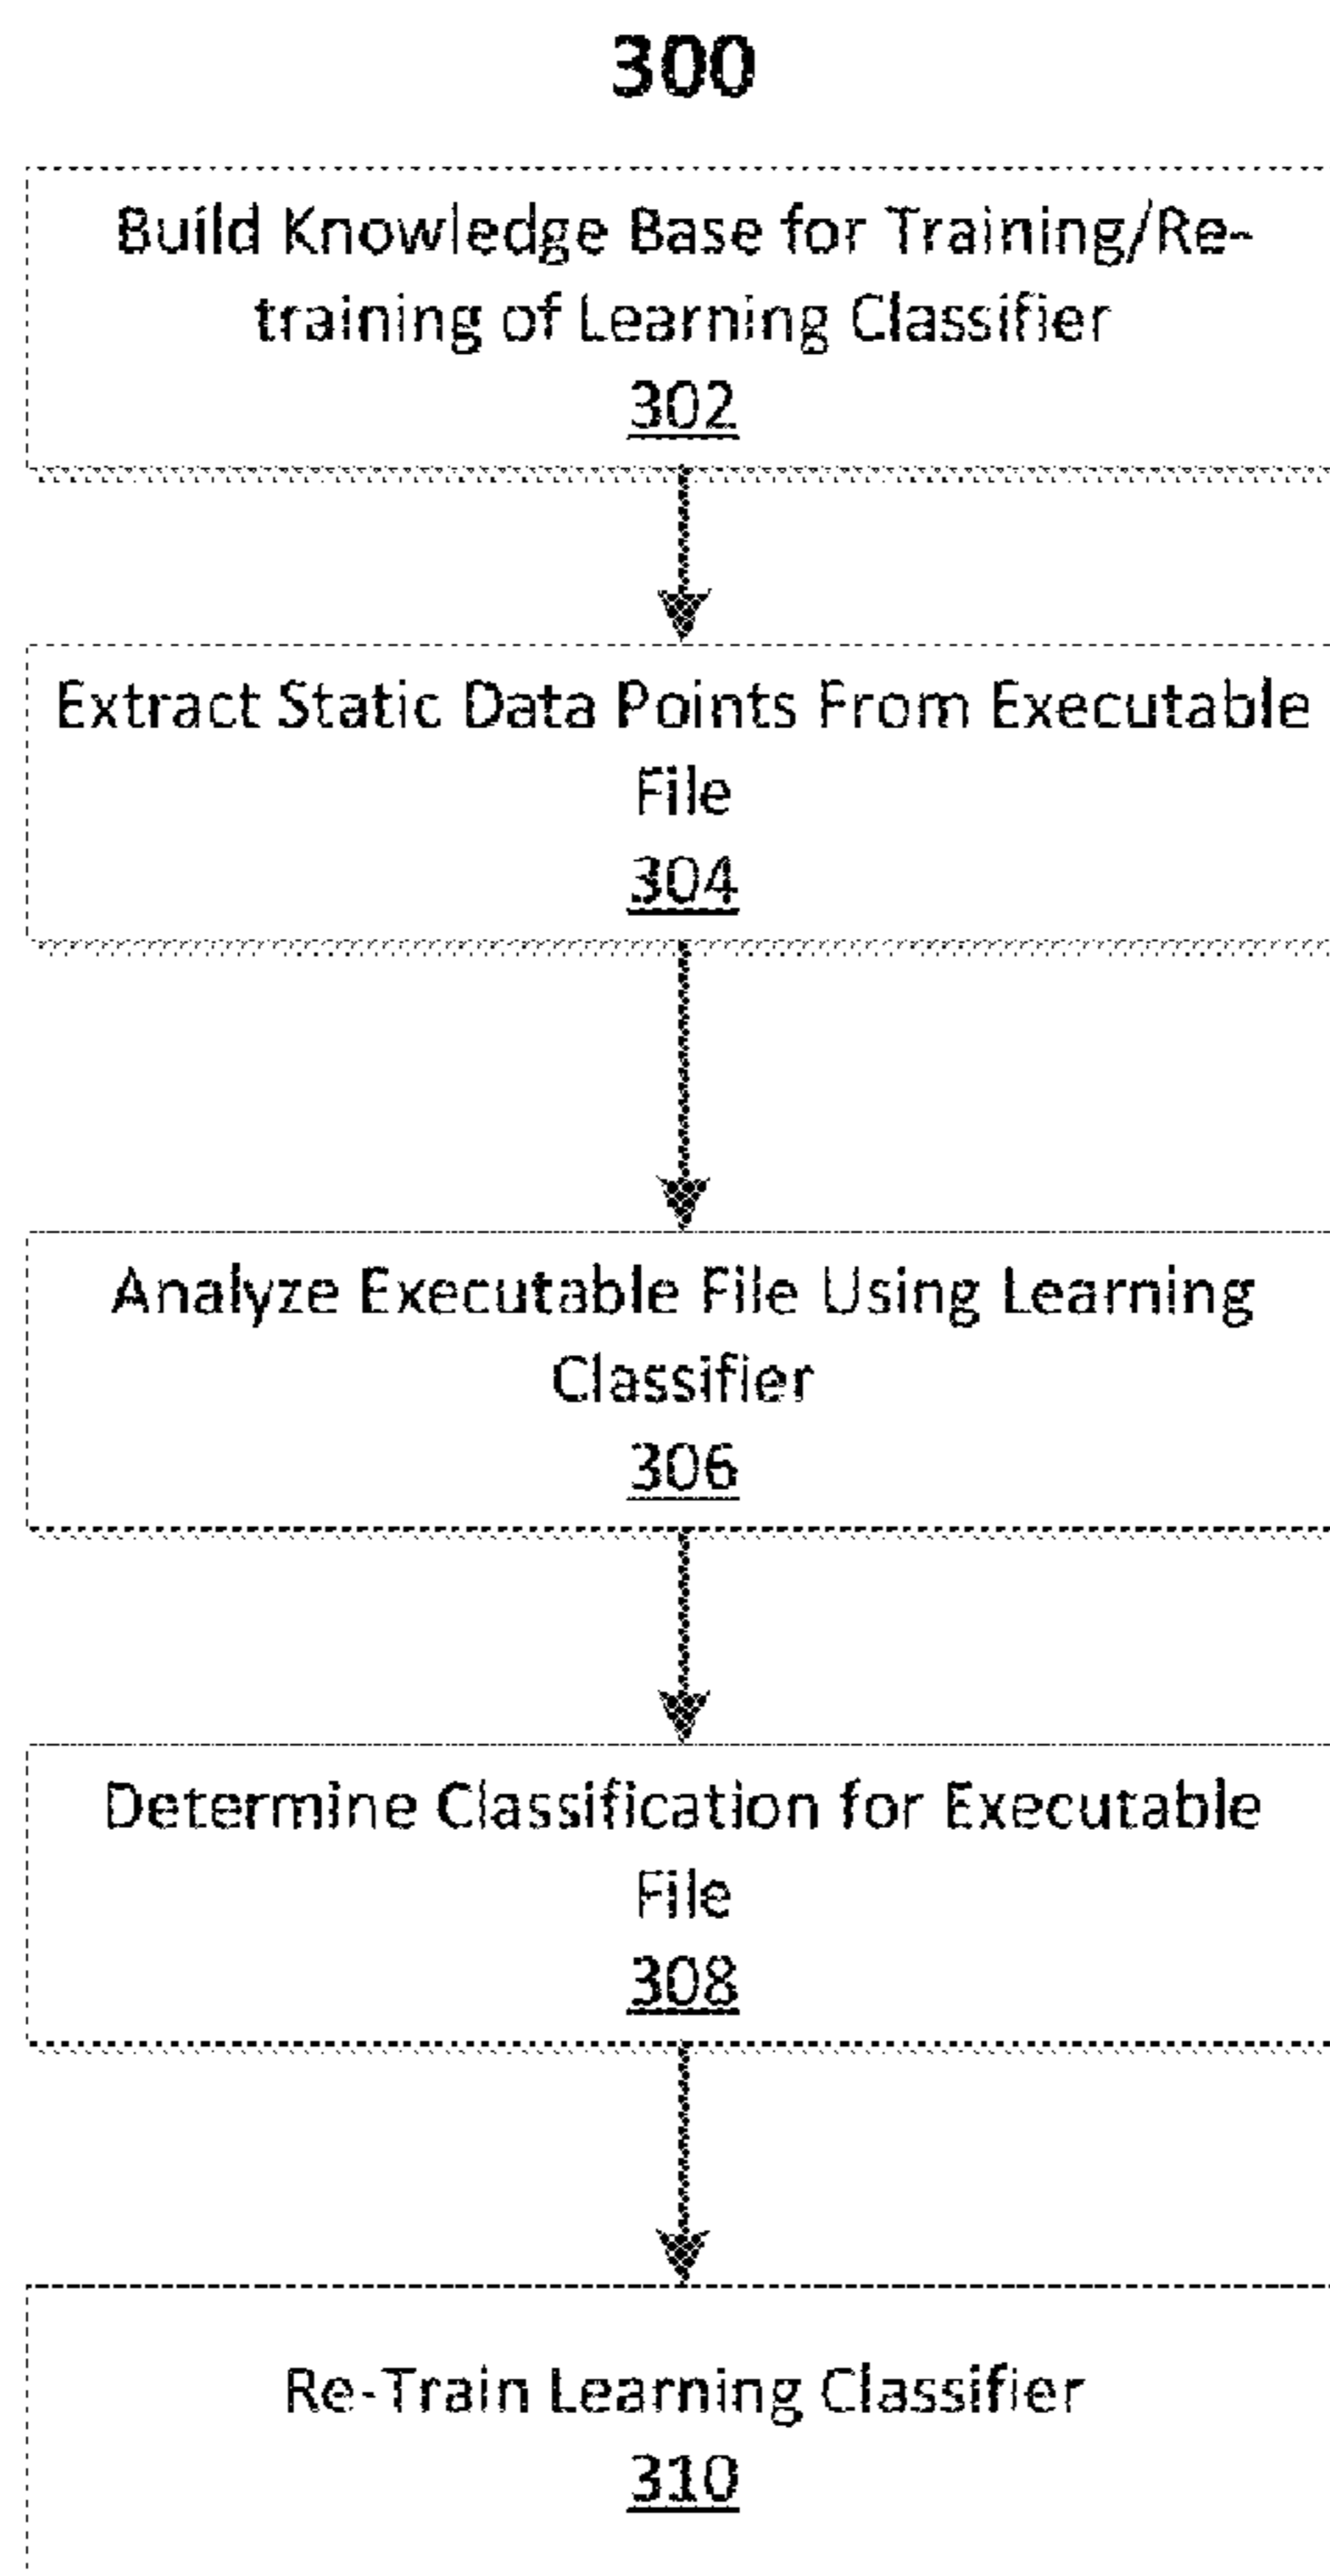 300
Build Knowledge Base for Training/Re-
training of Learning Classifier
302
Extract Static Data Points From Executable
File
304
Analyze Executable File Using Learning
Classifier
306
Determine Classification for Executable
File
308
Re-Train Learning Classifier
310